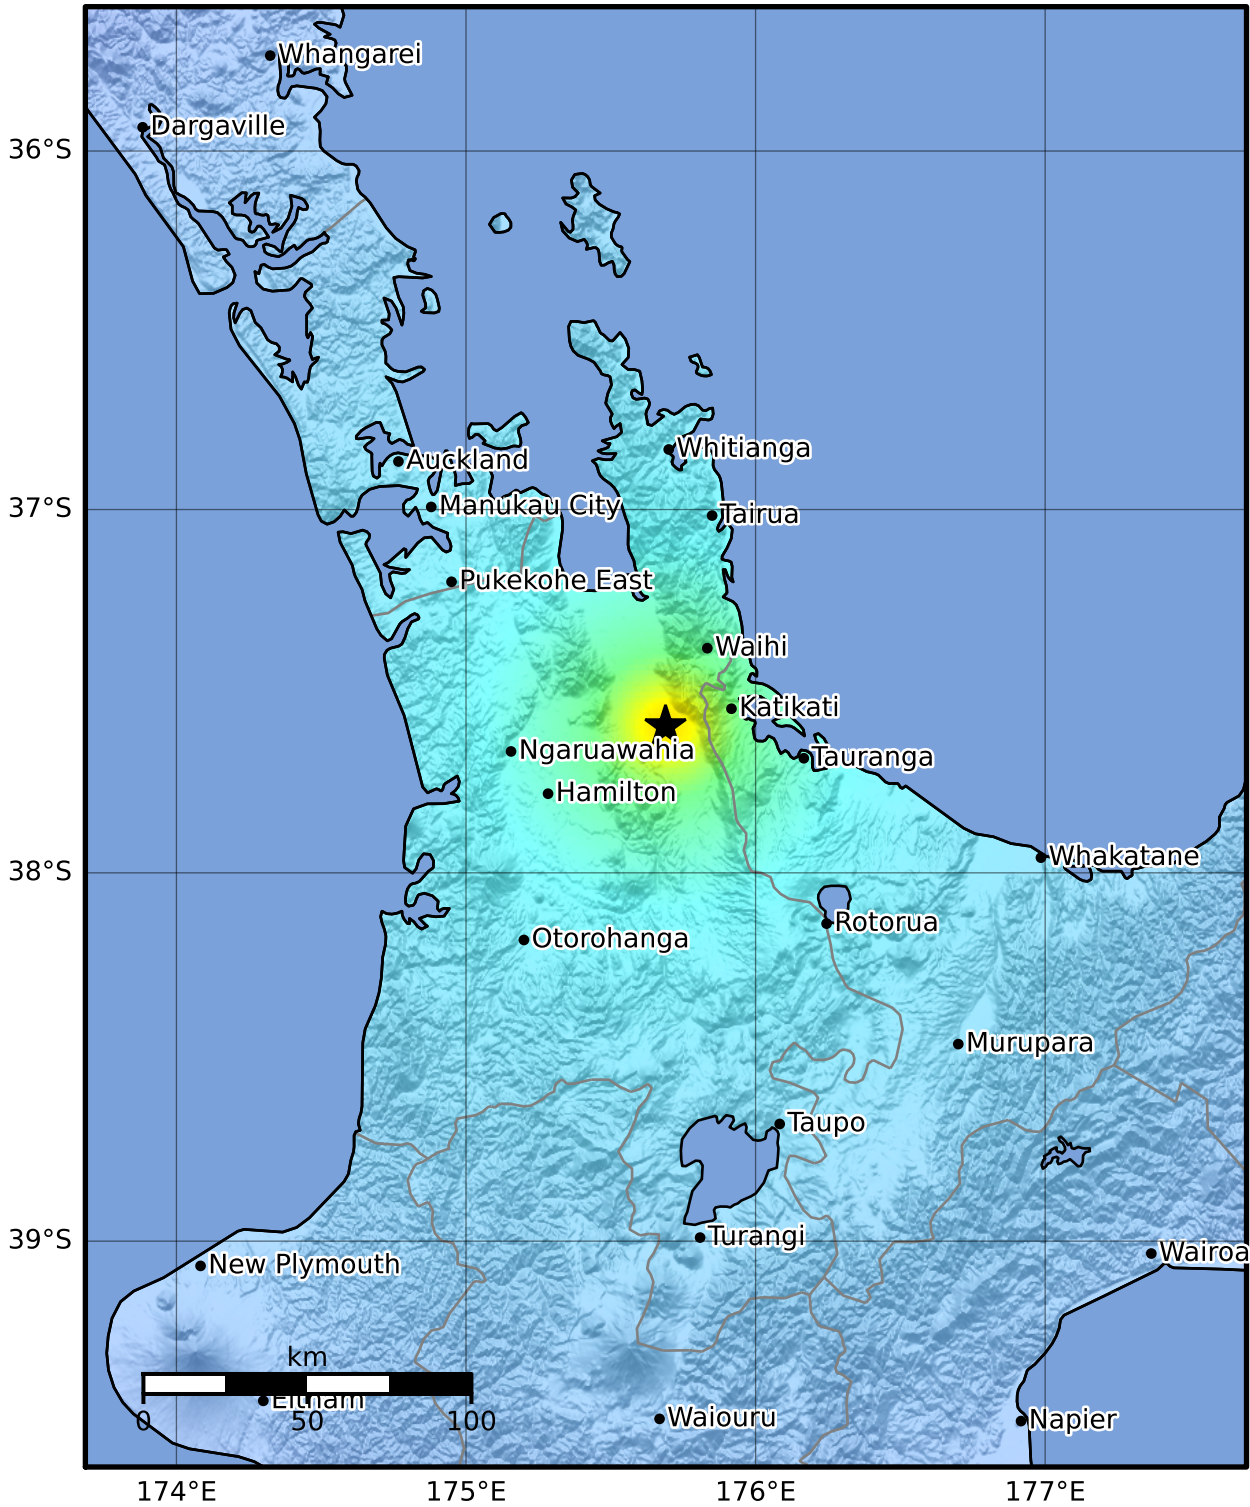 Whangarei
Dargaville
36°S
Whitianga
Auckland
Manukau City
37°S
Tairua
Pukekohe East
Waihi
Katikati
Ngaruawahia
Tauranga
Hamilton
Whakatane
38°S
Rotorua
Otorohanga
Murupara
Taupo
Turangi
39°S
Wairoa
New Plymouth
km
Eltham
0 50 100
Waiouru
Napier
174°E 175°E 176°E 177°E